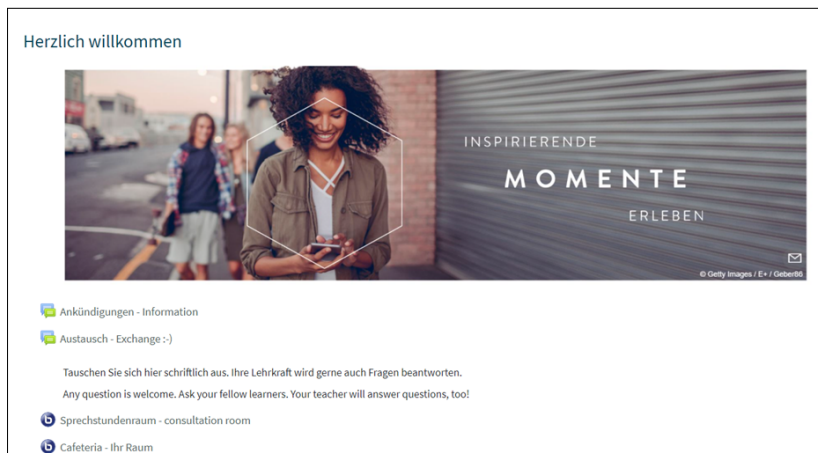 Herzlich willkommen
INSPIRIERENDE
MOMENTE
ERLEBEN
© Getty Images / E+ / Geber86
Ankündigungen - Information
Austausch - Exchange :-)
Tauschen Sie sich hier schriftlich aus. Ihre Lehrkraft wird gerne auch Fragen beantworten.
Any question is welcome. Ask your fellow learners. Your teacher will answer questions, too!
Sprechstundenraum - consultation room
Cafeteria - Ihr Raum